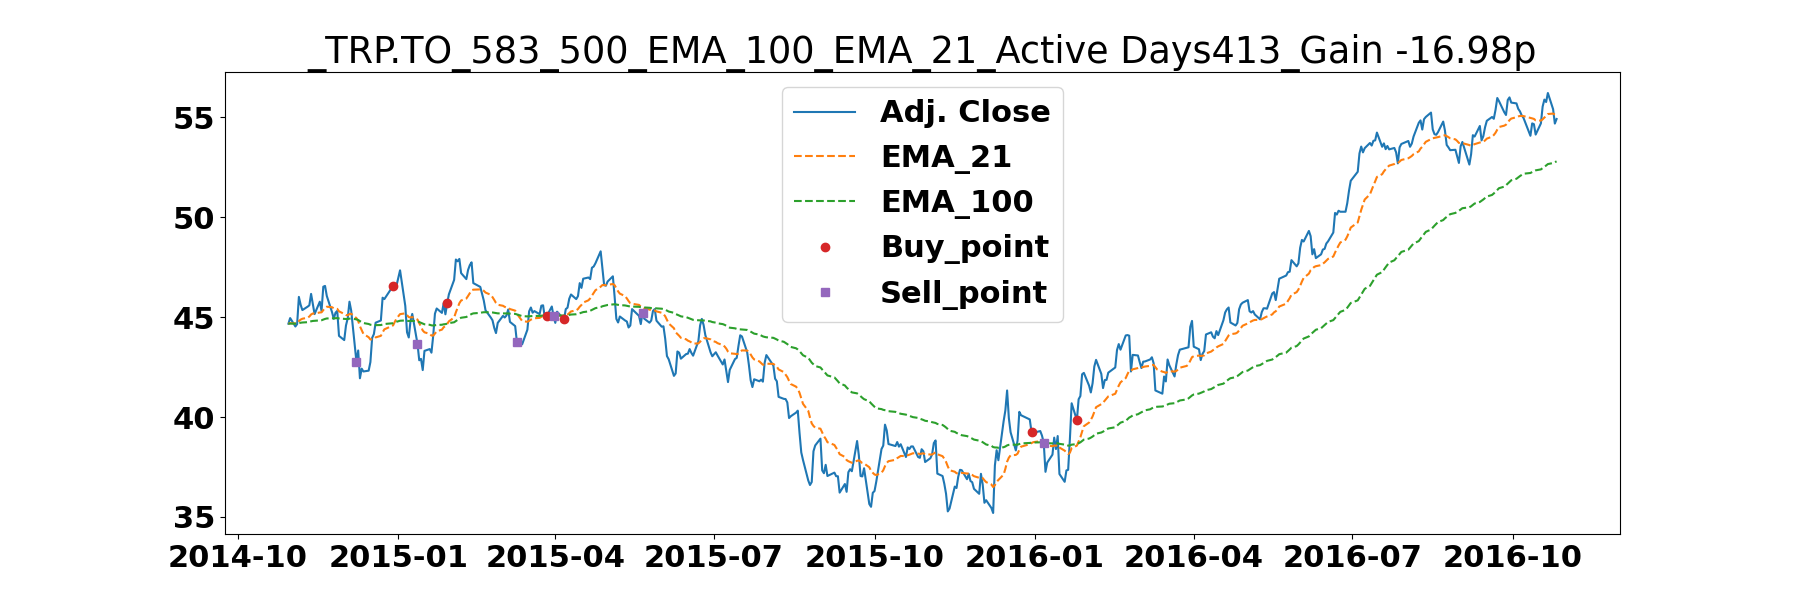 _TRP.TO_583_500_EMA_100_EMA_21_Active Days413_Gain -16.98p
Adj. Close
EMA_21
EMA_100
Buy_point
Sell_point
55
50
45
40
35
2014-10 2015-01 2015-04 2015-07 2015-10 2016-01 2016-04 2016-07 2016-10